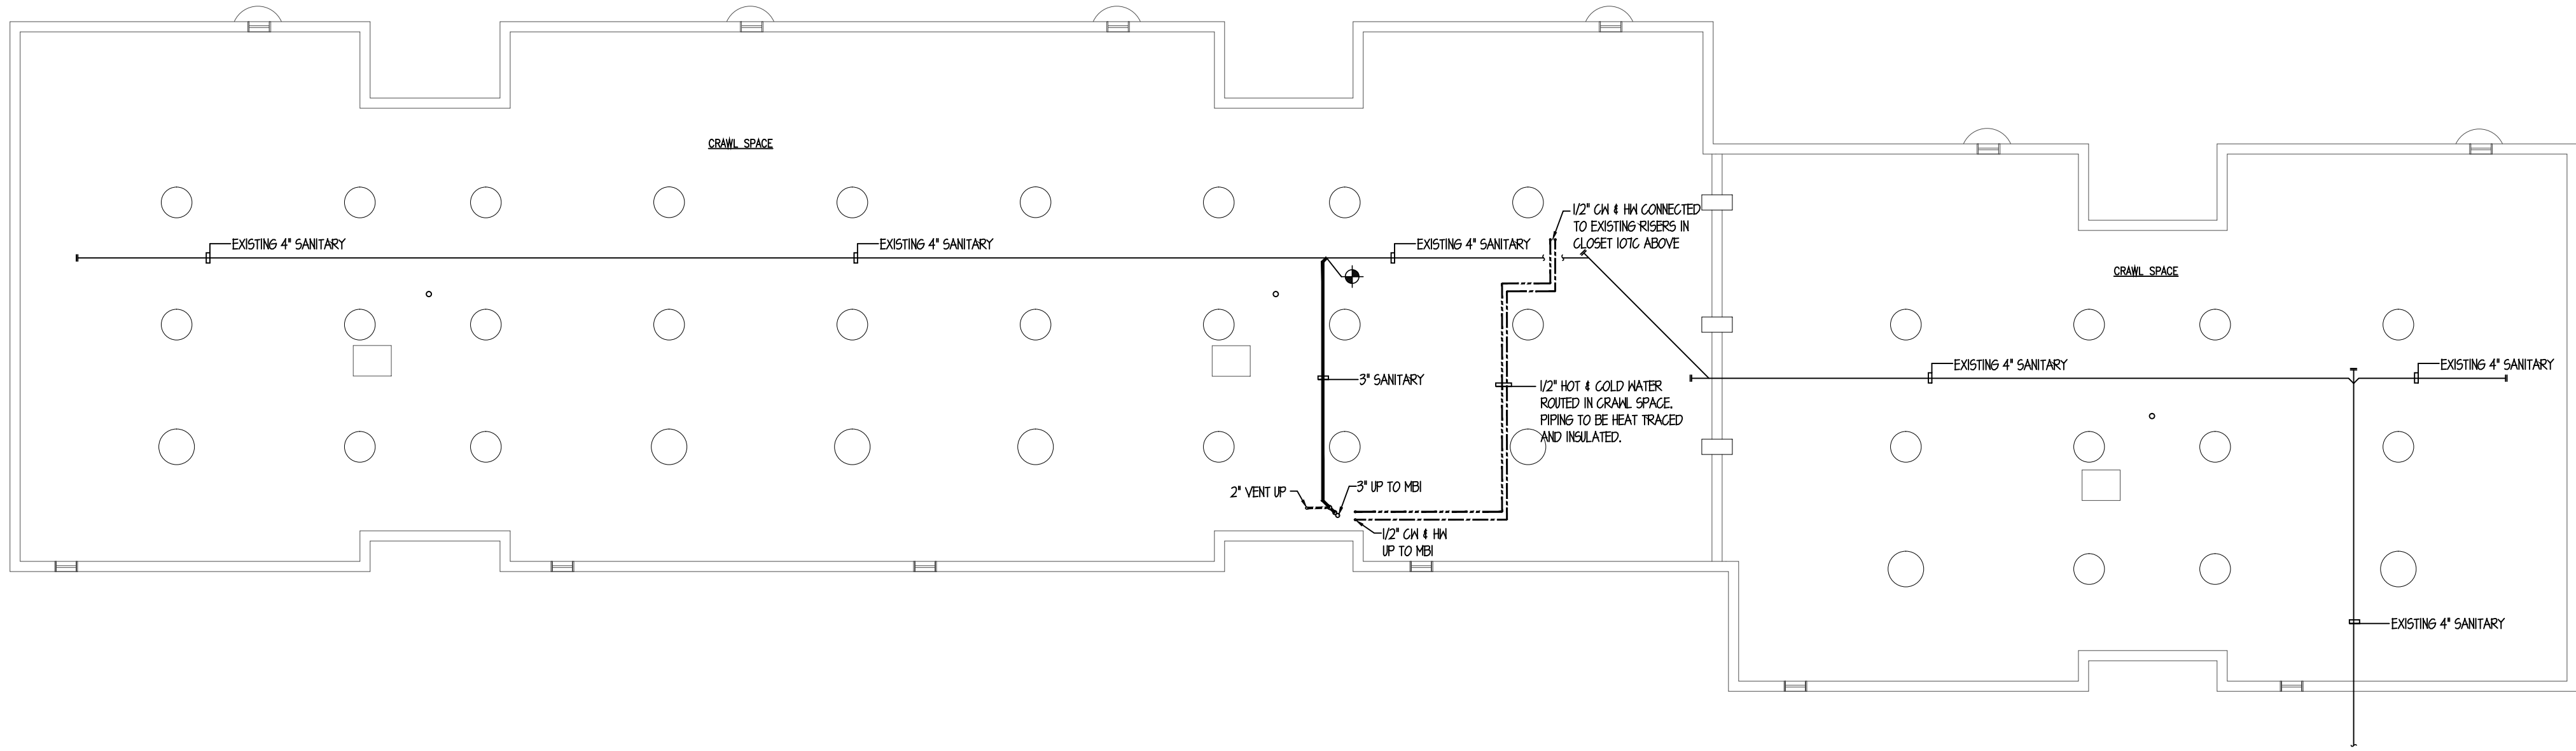 CRAWL SPACE
1/2" CW & HW CONNECTED
TO EXISTING RISERS IN
CLOSET 107C ABOVE
EXISTING 4" SANITARY
EXISTING 4" SANITARY
EXISTING 4" SANITARY
CRAWL SPACE
EXISTING 4" SANITARY
EXISTING 4" SANITARY
3" SANITARY
1/2" HOT & COLD WATER
ROUTED IN CRAWL SPACE.
PIPING TO BE HEAT TRACED
AND INSULATED.
2" VENT UP
3" UP TO MB1
1/2" CW & HW
UP TO MB1
EXISTING 4" SANITARY